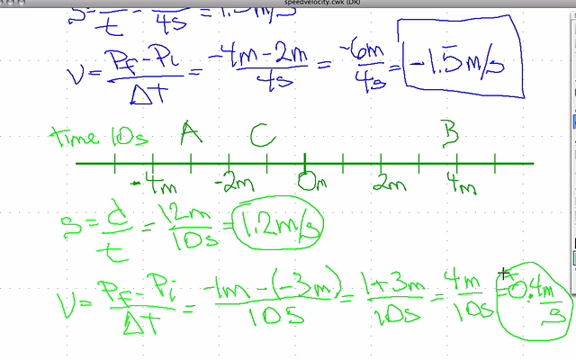 speedvelocity.cwk (DR)
s = d/t = /4s = 1.5m/s
V = Pf - Pi / ΔT = -4m - 2m / 4s = -6m / 4s = -1.5m/s
time 10s A C B
-4m -2m 0m 2m 4m
s = d/t = 12m / 10s = 1.2m/s
V = Pf - Pi / ΔT = -1m - (-3m) / 10s = 1 + 3m / 10s = 4m / 10s = +0.4m/s